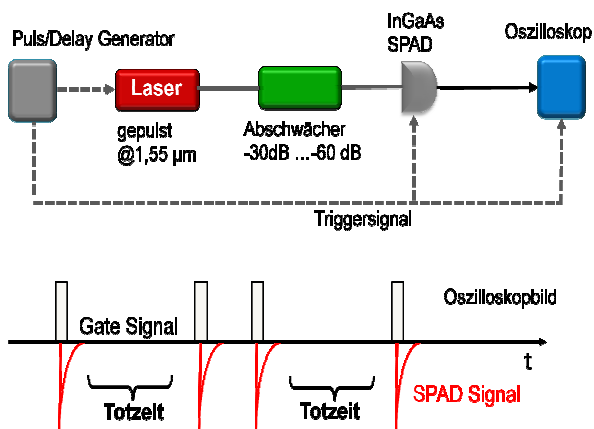 Puls/Delay Generator
InGaAs
SPAD
Oszilloskop
Laser
gepulst
@1,55 µm
Abschwächer
-30dB ...-60 dB
Triggersignal
Oszilloskopbild
Gate Signal
t
Totzeit
Totzeit
SPAD Signal